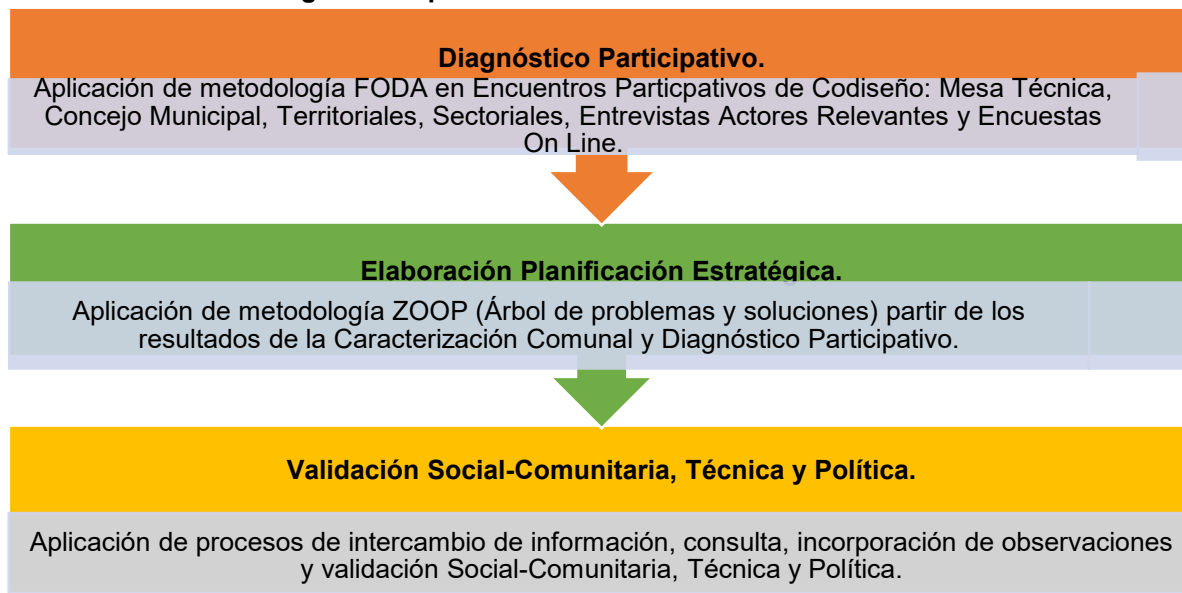 Diagnóstico Participativo.
Aplicación de metodología FODA en Encuentros Particpativos de Codiseño: Mesa Técnica,
Concejo Municipal, Territoriales, Sectoriales, Entrevistas Actores Relevantes y Encuestas
On Line.
Elaboración Planificación Estratégica.
Aplicación de metodología ZOOP (Árbol de problemas y soluciones) partir de los
resultados de la Caracterización Comunal y Diagnóstico Participativo.
Validación Social-Comunitaria, Técnica y Política.
Aplicación de procesos de intercambio de información, consulta, incorporación de observaciones
y validación Social-Comunitaria, Técnica y Política.